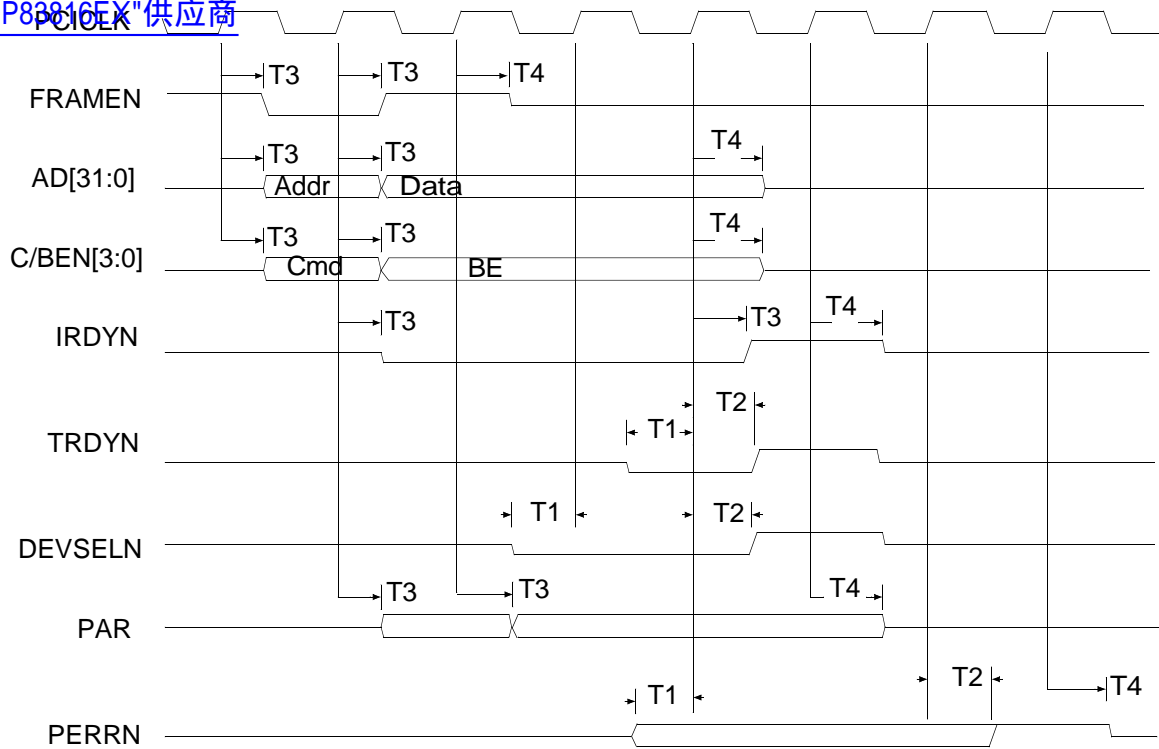 P83816EX"供应商
PCICLK
T3 T3 T4
FRAMEN
T3 T3 T4
AD[31:0] Addr Data
T3 T3 T4
C/BEN[3:0] Cmd BE
T3 T3 T4
IRDYN
T2
T1
TRDYN
T1 T2
DEVSELN
T3 T3 T4
PAR
T1 T2 T4
PERRN